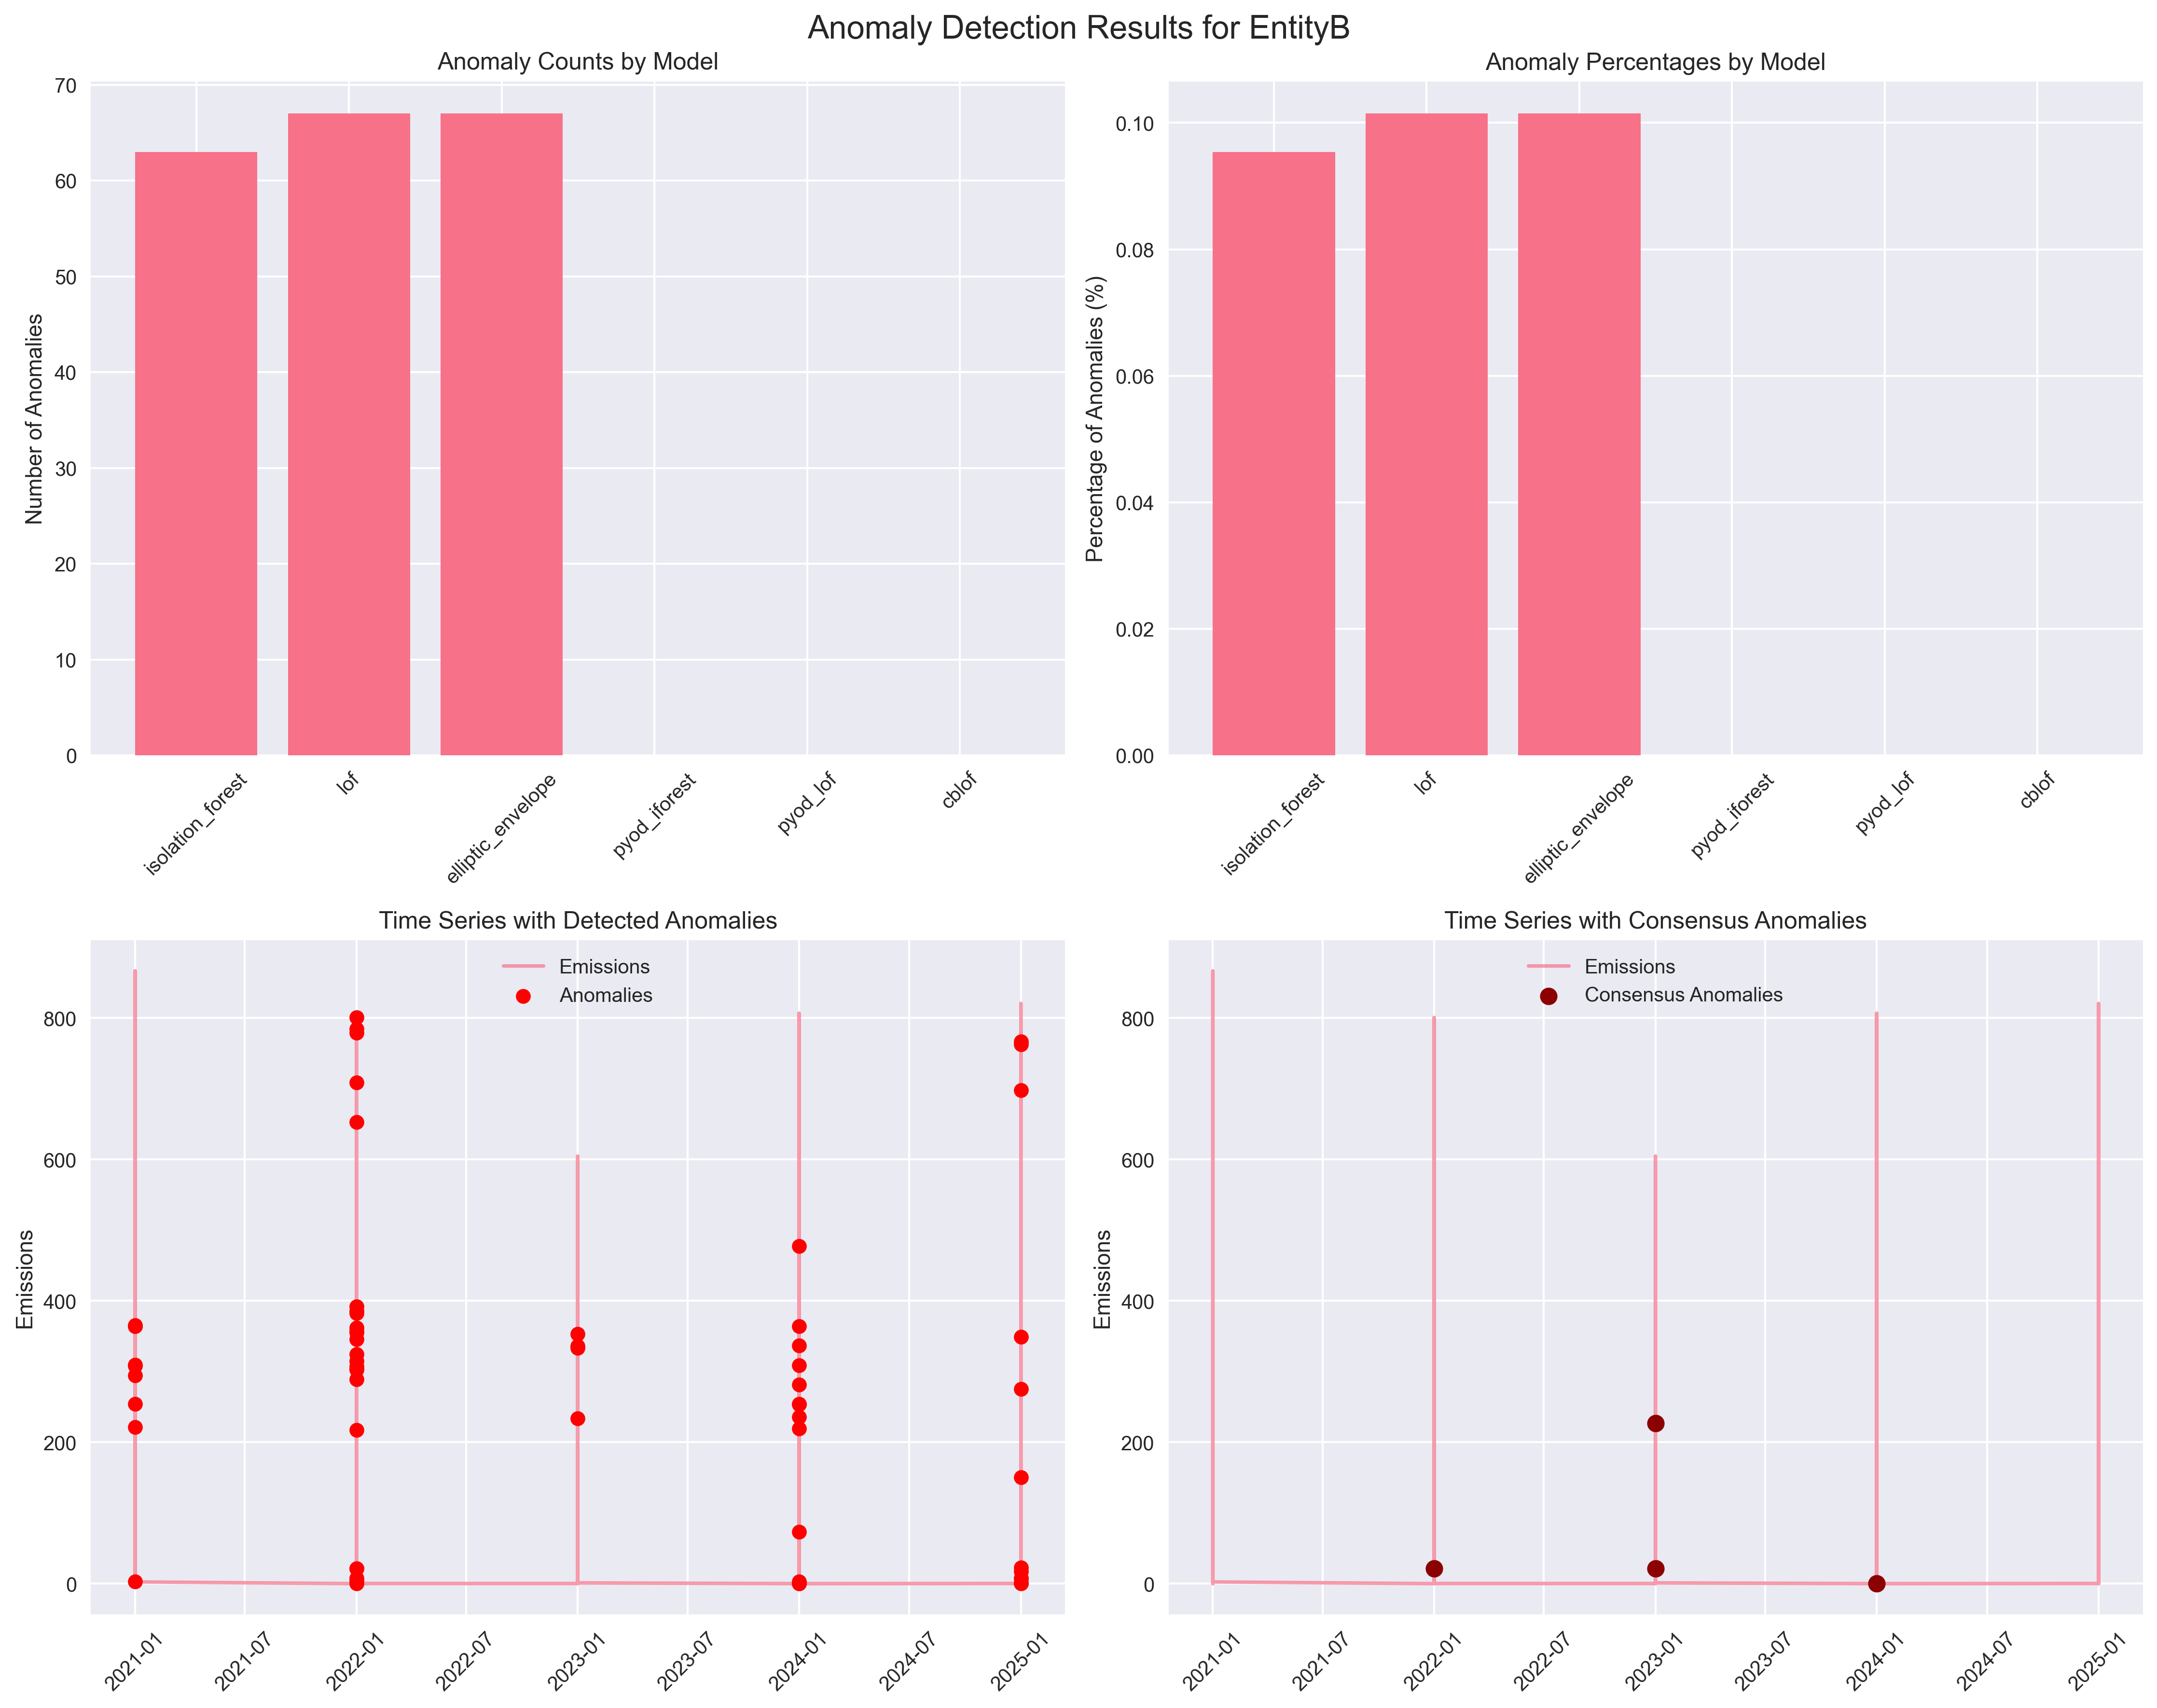 Anomaly Detection Results for EntityB
Anomaly Counts by Model
Number of Anomalies
70
60
50
40
30
20
10
0
isolation_forest
lof
elliptic_envelope
pyod_iforest
pyod_lof
cblof
Anomaly Percentages by Model
Percentage of Anomalies (%)
0.10
0.08
0.06
0.04
0.02
0.00
isolation_forest
lof
elliptic_envelope
pyod_iforest
pyod_lof
cblof
Time Series with Detected Anomalies
Emissions
Anomalies
Emissions
800
600
400
200
0
2021-01
2021-07
2022-01
2022-07
2023-01
2023-07
2024-01
2024-07
2025-01
Time Series with Consensus Anomalies
Emissions
Consensus Anomalies
Emissions
800
600
400
200
0
2021-01
2021-07
2022-01
2022-07
2023-01
2023-07
2024-01
2024-07
2025-01